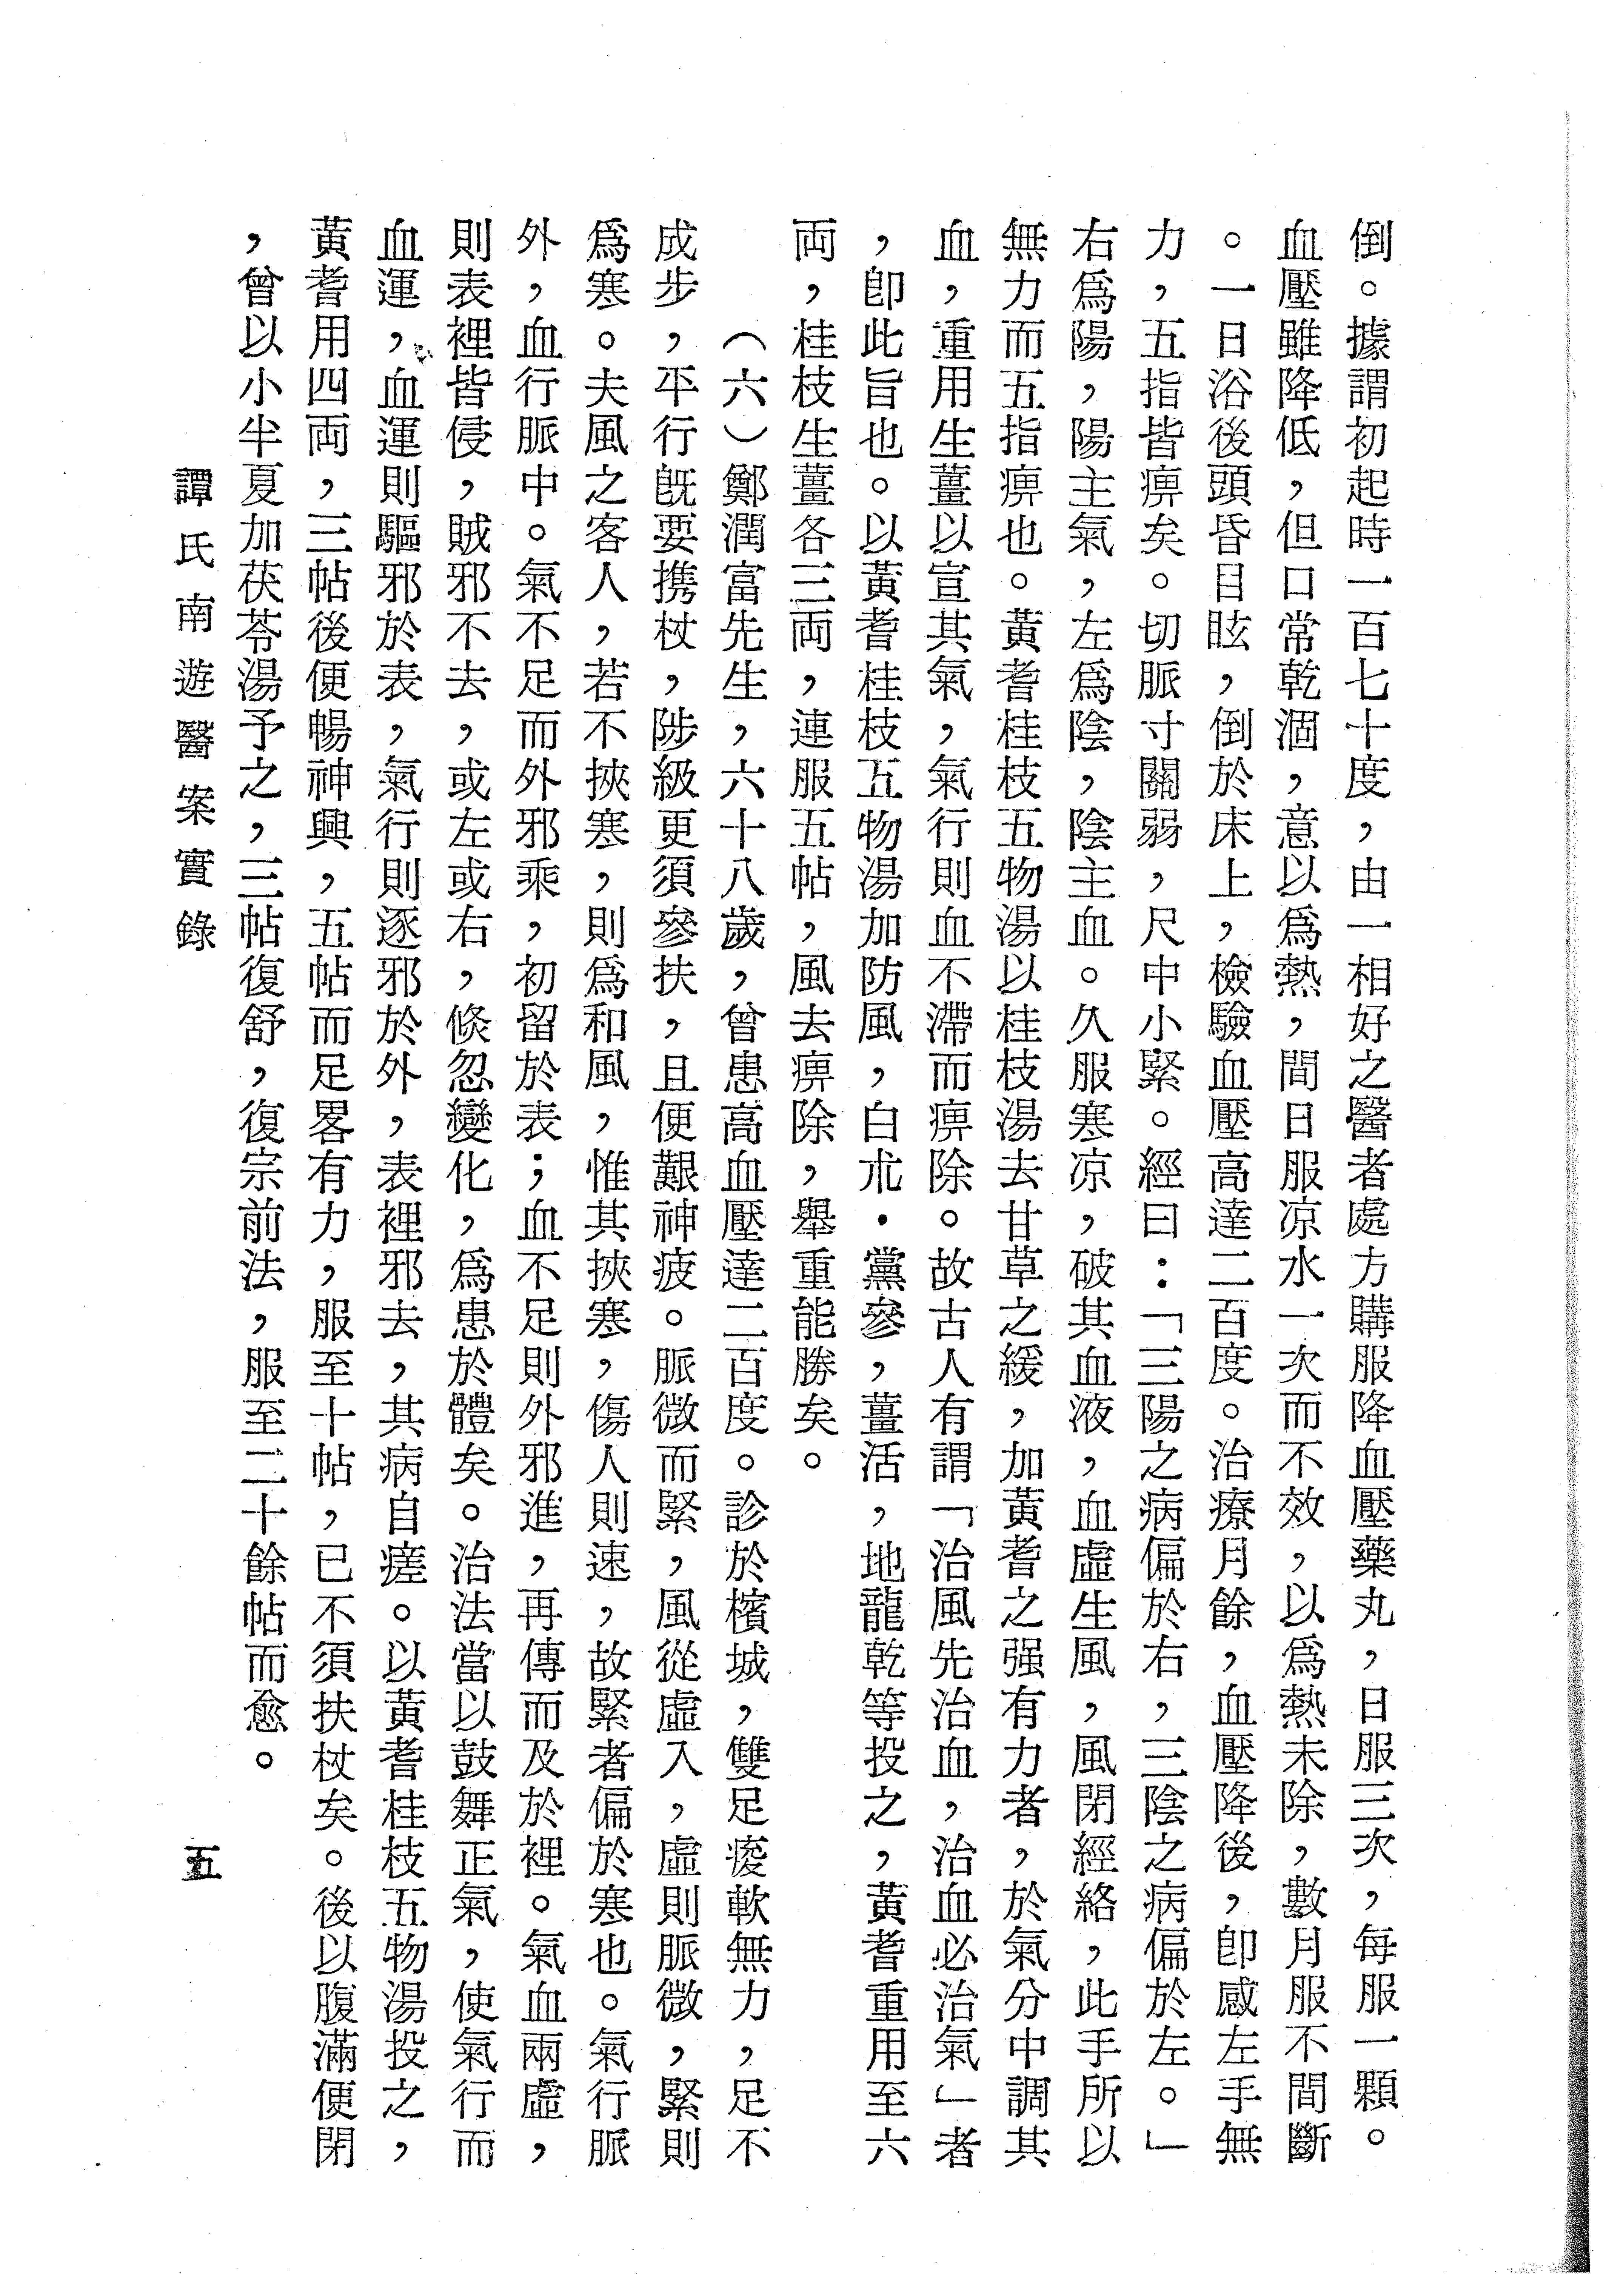 倒。據謂初起時一百七十度，由一相好之醫者處方購服降血壓藥丸，日服三次，每服一顆。
血壓雖降低，但口常乾涸，意以爲熱，間日服凉水一次而不效，以爲熱未除，數月服不間斷
。一日浴後頭昏目眩，倒於床上，檢驗血壓高達二百度。治療月餘，血壓降後，卽感左手無
力，五指皆痹矣。切脈寸關弱，尺中小緊。經曰：「三陽之病偏於右，三陰之病偏於左。」
右爲陽，陽主氣，左爲陰，陰主血。久服寒凉，破其血液，血虛生風，風閉經絡，此手所以
無力而五指痹也。黃耆桂枝五物湯以桂枝湯去甘草之緩，加黃耆之强有力者，於氣分中調其
血，重用生薑以宣其氣，氣行則血不滯而痹除。故古人有謂「治風先治血，治血必治氣」者
，卽此旨也。以黃耆桂枝五物湯加防風，白朮・黨參，薑活，地龍乾等投之，黃耆重用至六
両，桂枝生薑各三両，連服五帖，風去痹除，舉重能勝矣。
（六）鄭潤富先生，六十八歲，曾患高血壓達二百度。診於檳城，雙足痠軟無力，足不
成步，平行既要携杖，陟級更須參扶，且便艱神疲。脈微而緊，風從虛入，虛則脈微，緊則
爲寒。夫風之客人，若不挾寒，則爲和風，惟其挾寒，傷人則速，故緊者偏於寒也。氣行脈
外，血行脈中。氣不足而外邪乘，初留於表；血不足則外邪進，再傳而及於裡。氣血兩虛，
則表裡皆侵，賊邪不去，或左或右，倏忽變化，爲患於體矣。治法當以鼓舞正氣，使氣行而
血運，血運則驅邪於表，氣行則逐邪於外，表裡邪去，其病自瘥。以黃耆桂枝五物湯投之，
黃耆用四両，三帖後便暢神興，五帖而足畧有力，服至十帖，已不須扶杖矣。後以腹滿便閉
，曾以小半夏加茯苓湯予之，三帖復舒，復宗前法，服至二十餘帖而愈。
譚氏南遊醫案實錄
五